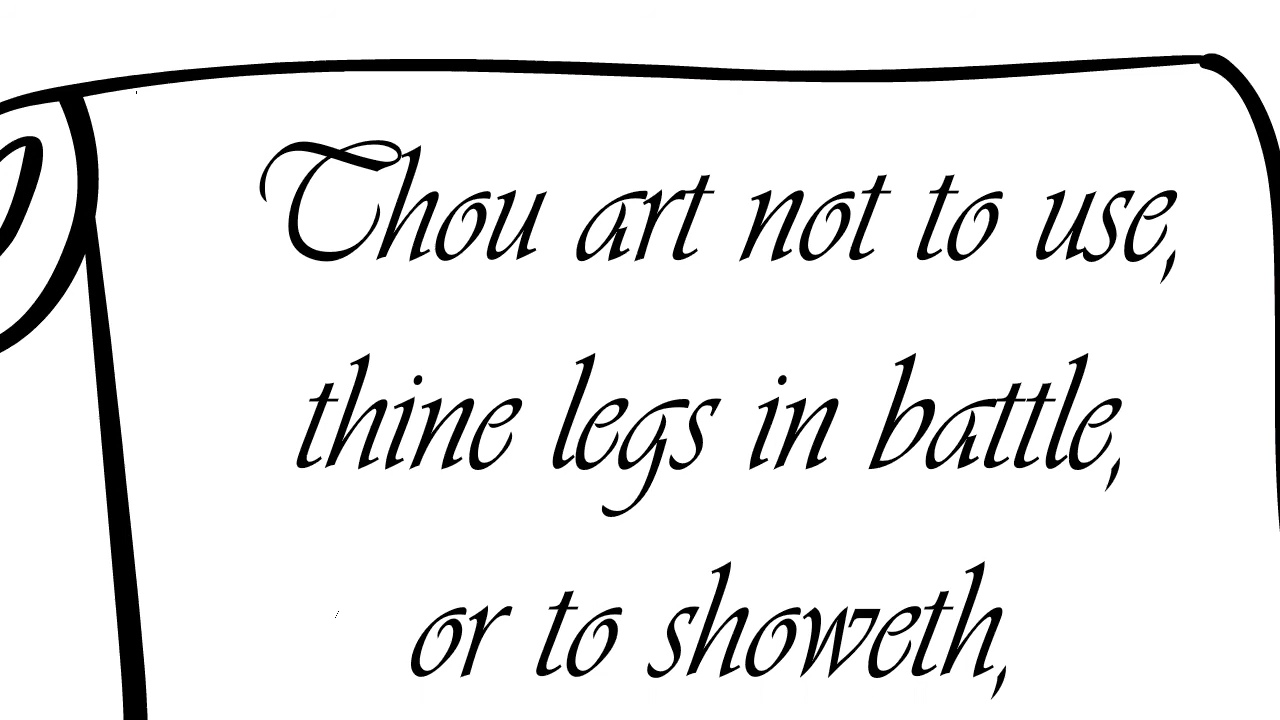 Thou art not to use,
thine legs in battle,
or to showeth,